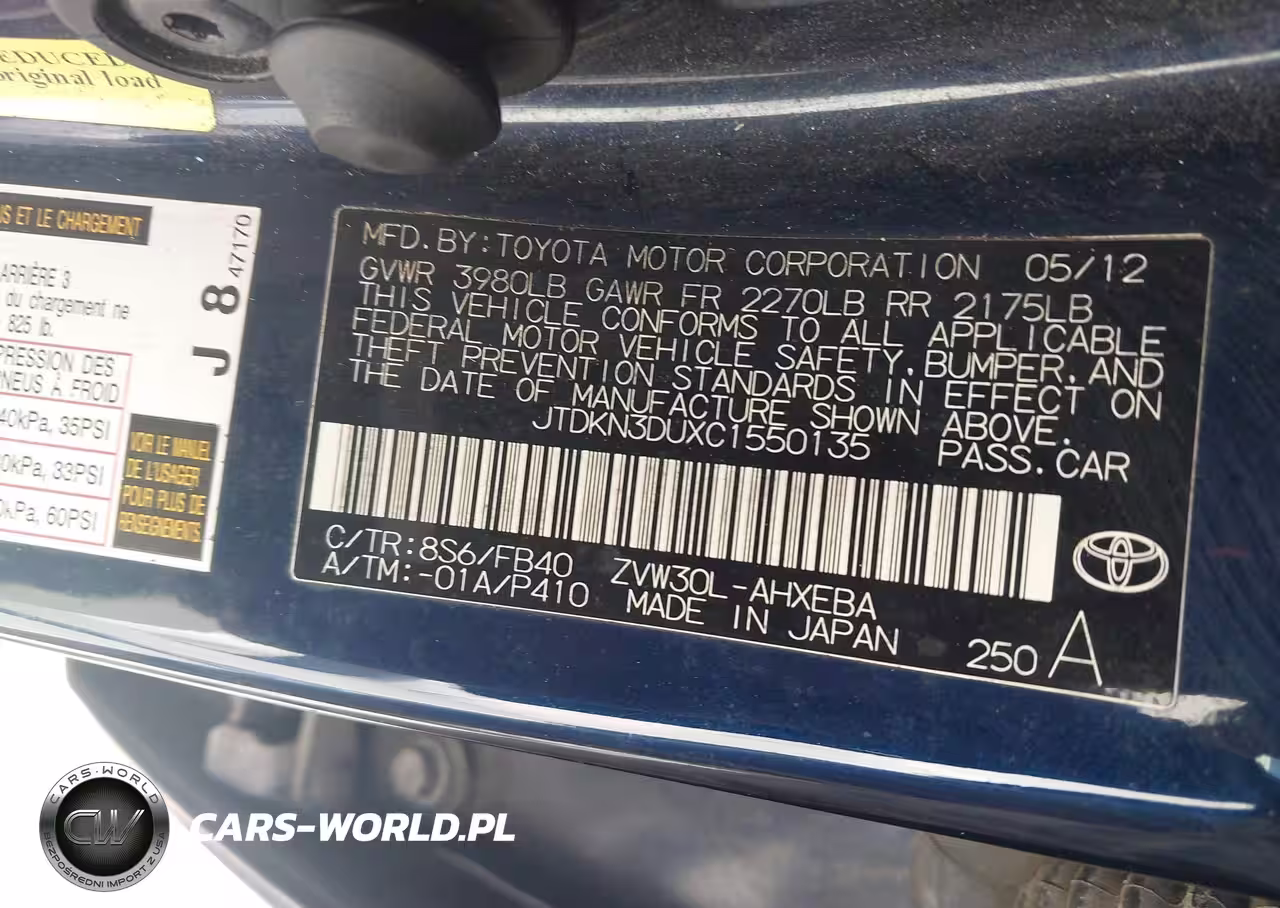 EDUCED
original load
US ET LE CHARGEMENT
ARRIÈRE 3
du chargement ne
825 lb.
PRESSION DES
PNEUS À FROID
40kPa, 35PSI
0kPa, 33PSI
0kPa, 60PSI
VOIR LE MANUEL
DE L'USAGER
POUR PLUS DE
RENSEIGNEMENTS
J 8 47170
MFD.BY:TOYOTA MOTOR CORPORATION 05/12
GVWR 3980LB GAWR FR 2270LB RR 2175LB
THIS VEHICLE CONFORMS TO ALL APPLICABLE
FEDERAL MOTOR VEHICLE SAFETY,BUMPER,AND
THEFT PREVENTION STANDARDS IN EFFECT ON
THE DATE OF MANUFACTURE SHOWN ABOVE.
JTDKN3DUXC1550135 PASS.CAR
C/TR:8S6/FB40 ZVW30L-AHXEBA
A/TM:-01A/P410 MADE IN JAPAN
250 A
CARS-WORLD
CW
BEZPOŚREDNI IMPORT Z USA
CARS-WORLD.PL